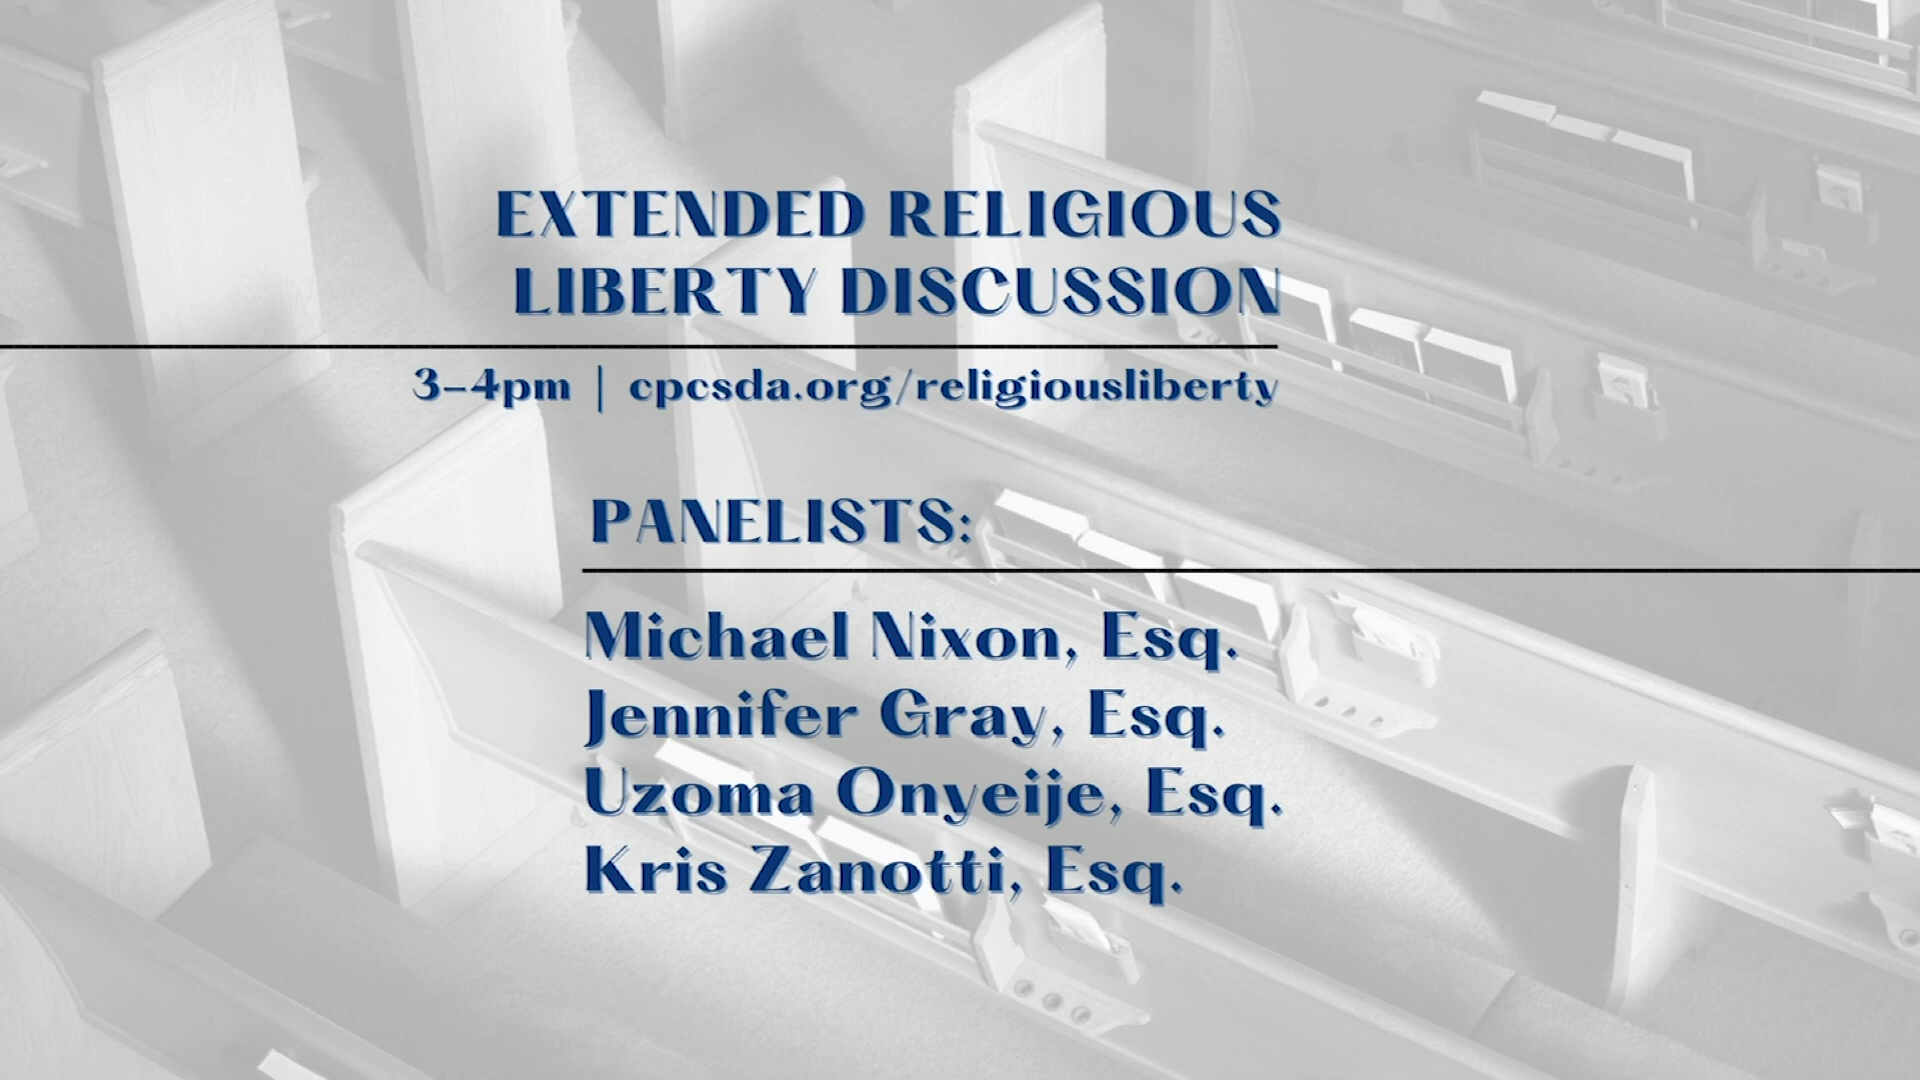 EXTENDED RELIGIOUS
LIBERTY DISCUSSION
3-4pm | cpcsda.org/religiousliberty
PANELISTS:
Michael Nixon, Esq.
Jennifer Gray, Esq.
Uzoma Onyeije, Esq.
Kris Zanotti, Esq.